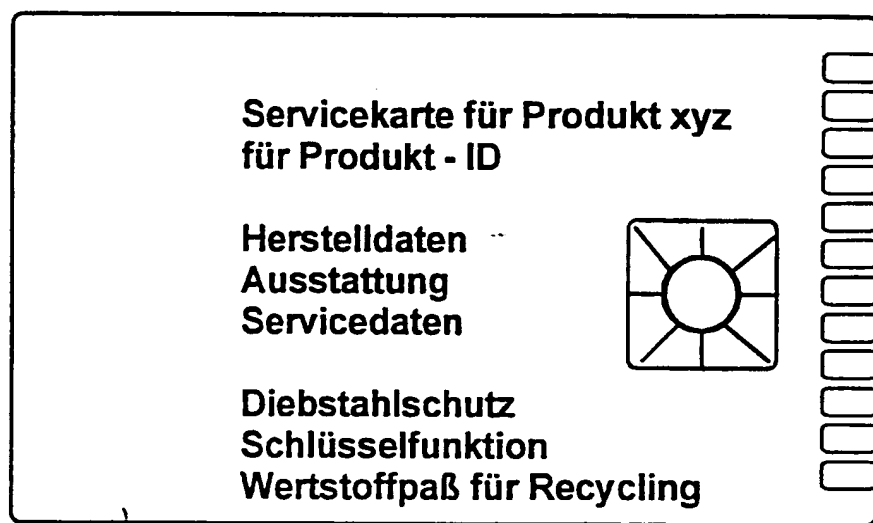 Servicekarte für Produkt xyz
für Produkt - ID
Herstelldaten
Ausstattung
Servicedaten
Diebstahlschutz
Schlüsselfunktion
Wertstoffpaß für Recycling